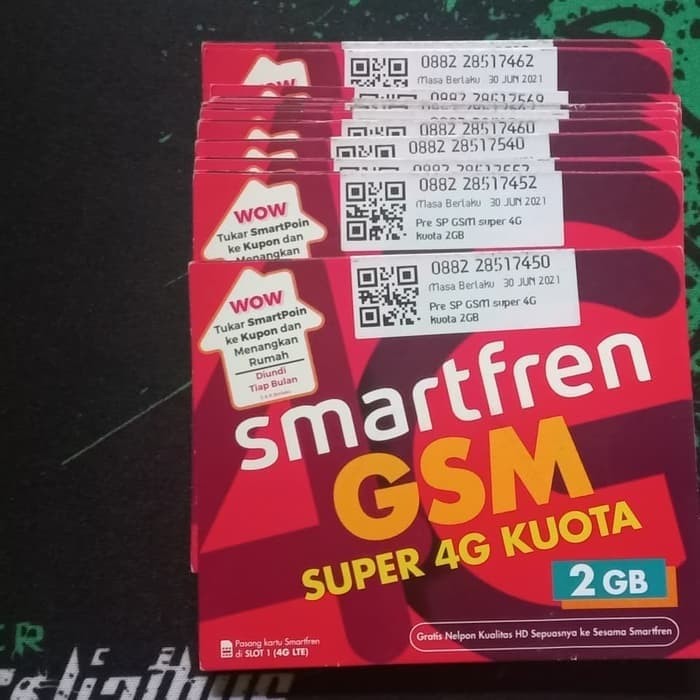 0882 28517462
Masa Berlaku 30 JUN 2021
0882 28517460
0882 28517540
0882 28517452
Masa Berlaku 30 JUN 2021
Pre SP GSM super 4G
kuota 2GB
WOW
Tukar SmartPoin
ke Kupon dan
Menangkan
0882 28517450
Masa Berlaku 30 JUN 2021
Pre SP GSM super 4G
kuota 2GB
WOW
Tukar SmartPoin
ke Kupon dan
Menangkan
Rumah
Diundi
Tiap Bulan
smartfren
GSM
SUPER 4G KUOTA
2 GB
Pasang kartu Smartfren
di SLOT 1 (4G LTE)
Gratis Nelpon Kualitas HD Sepuasnya ke Sesama Smartfren